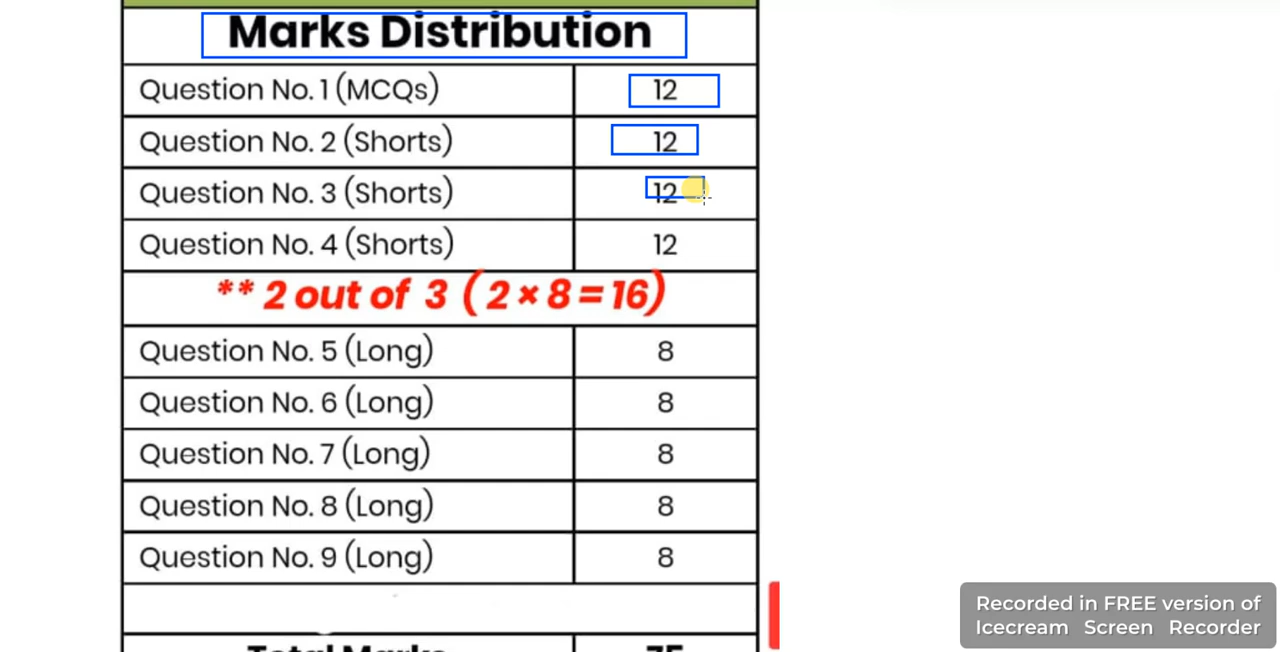 Marks Distribution
Question No. 1 (MCQs) 12
Question No. 2 (Shorts) 12
Question No. 3 (Shorts) 12
Question No. 4 (Shorts) 12
** 2 out of 3 (2×8=16)
Question No. 5 (Long) 8
Question No. 6 (Long) 8
Question No. 7 (Long) 8
Question No. 8 (Long) 8
Question No. 9 (Long) 8
Total Marks 75
Recorded in FREE version of
Icecream Screen Recorder